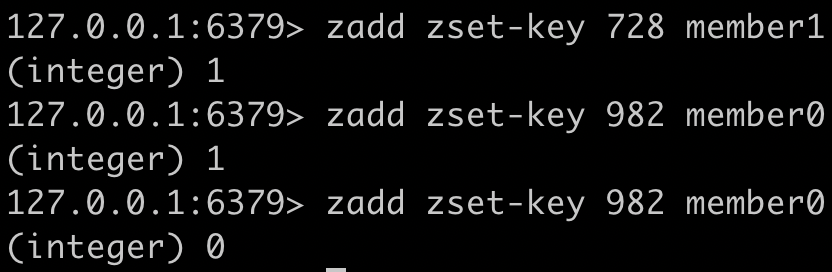 127.0.0.1:6379> zadd zset-key 728 member1
(integer) 1
127.0.0.1:6379> zadd zset-key 982 member0
(integer) 1
127.0.0.1:6379> zadd zset-key 982 member0
(integer) 0